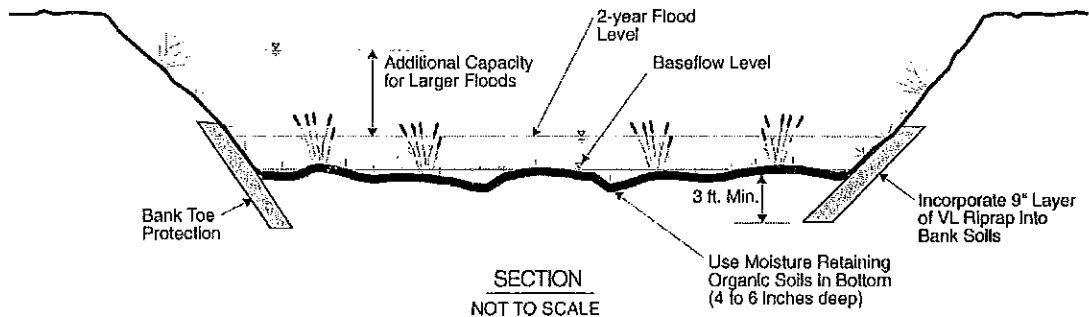 2-year Flood
Level
Additional Capacity
for Larger Floods
Baseflow Level
3 ft. Min.
Bank Toe
Protection
Incorporate 9" Layer
of VL Riprap Into
Bank Soils
Use Moisture Retaining
Organic Soils in Bottom
(4 to 6 Inches deep)
SECTION
NOT TO SCALE